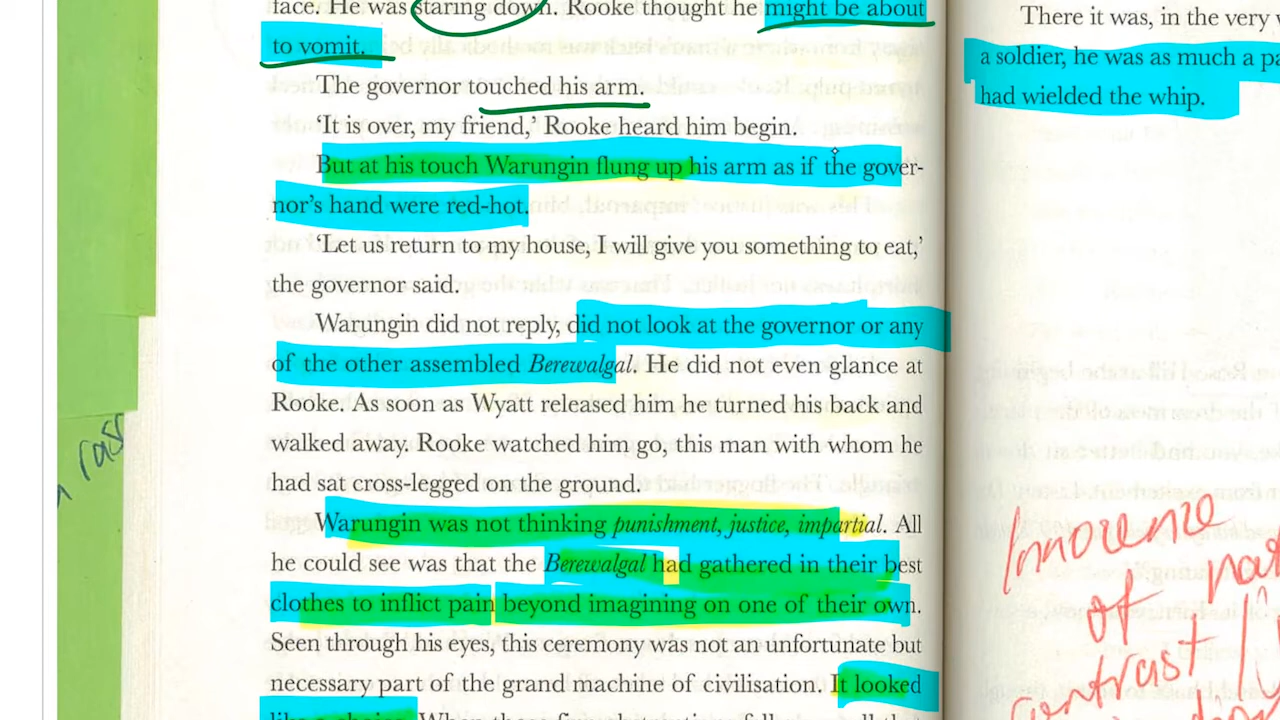 face. He was staring down. Rooke thought he might be about
to vomit.
The governor touched his arm.
‘It is over, my friend,’ Rooke heard him begin.
But at his touch Warungin flung up his arm as if the gover-
nor’s hand were red-hot.
‘Let us return to my house, I will give you something to eat,’
the governor said.
Warungin did not reply, did not look at the governor or any
of the other assembled Berewalgal. He did not even glance at
Rooke. As soon as Wyatt released him he turned his back and
walked away. Rooke watched him go, this man with whom he
had sat cross-legged on the ground.
Warungin was not thinking punishment, justice, impartial. All
he could see was that the Berewalgal had gathered in their best
clothes to inflict pain beyond imagining on one of their own.
Seen through his eyes, this ceremony was not an unfortunate but
necessary part of the grand machine of civilisation. It looked
like a choice. When those fine abstractions fell
There it was, in the very
a soldier, he was as much a
had wielded the whip.
Innocence
of
contrast